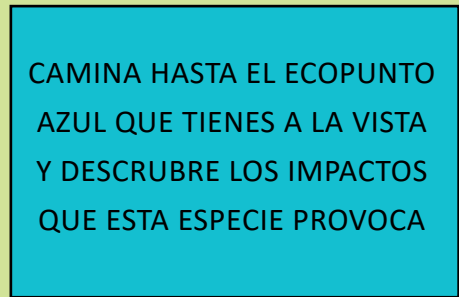 CAMINA HASTA EL ECOPUNTO
AZUL QUE TIENES A LA VISTA
Y DESCRUBRE LOS IMPACTOS
QUE ESTA ESPECIE PROVOCA